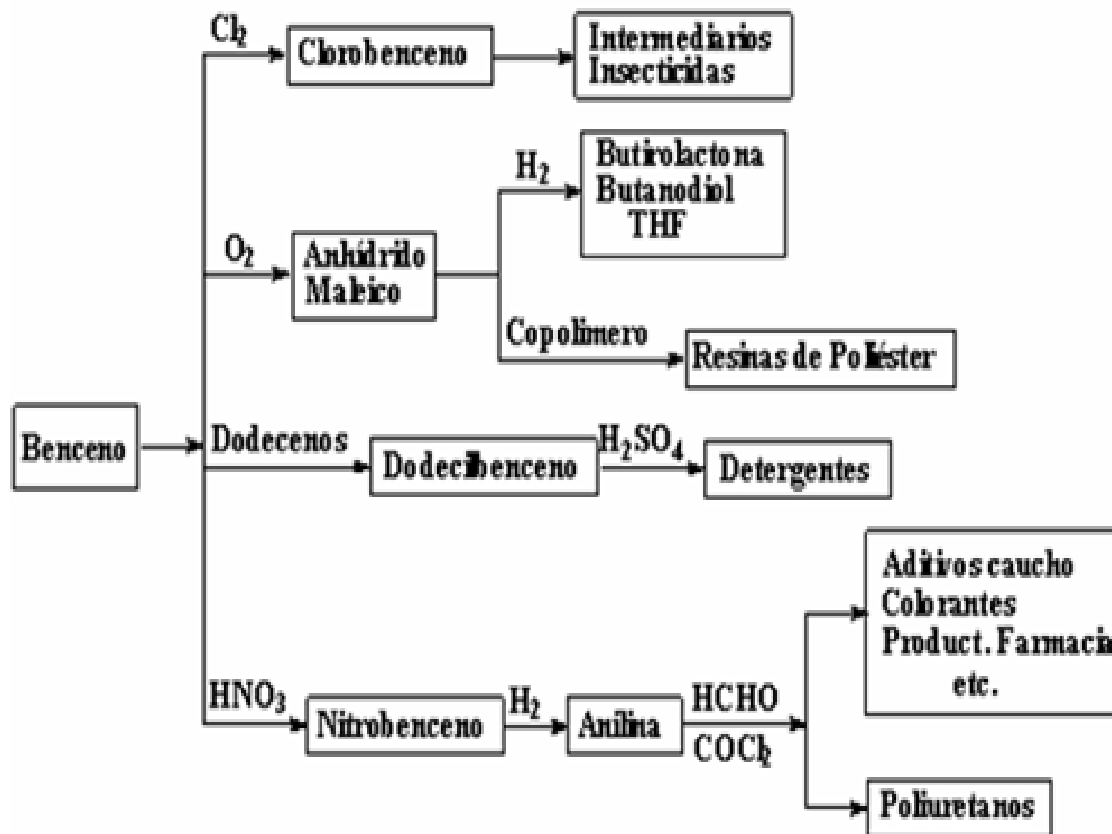 Cl₂
Clorobenceno
Intermediarios
Insecticidas
H₂
Butirolactona
Butanodiol
THF
O₂
Anhídrido
Maleico
Copolimero
Resinas de Poliéster
Benceno
Dodecenos
Dodecilbenceno
H₂SO₄
Detergentes
Aditivos caucho
Colorantes
Product. Farmacia
etc.
HNO₃
Nitrobenceno
H₂
Anilina
HCHO
COCl₂
Poliuretanos